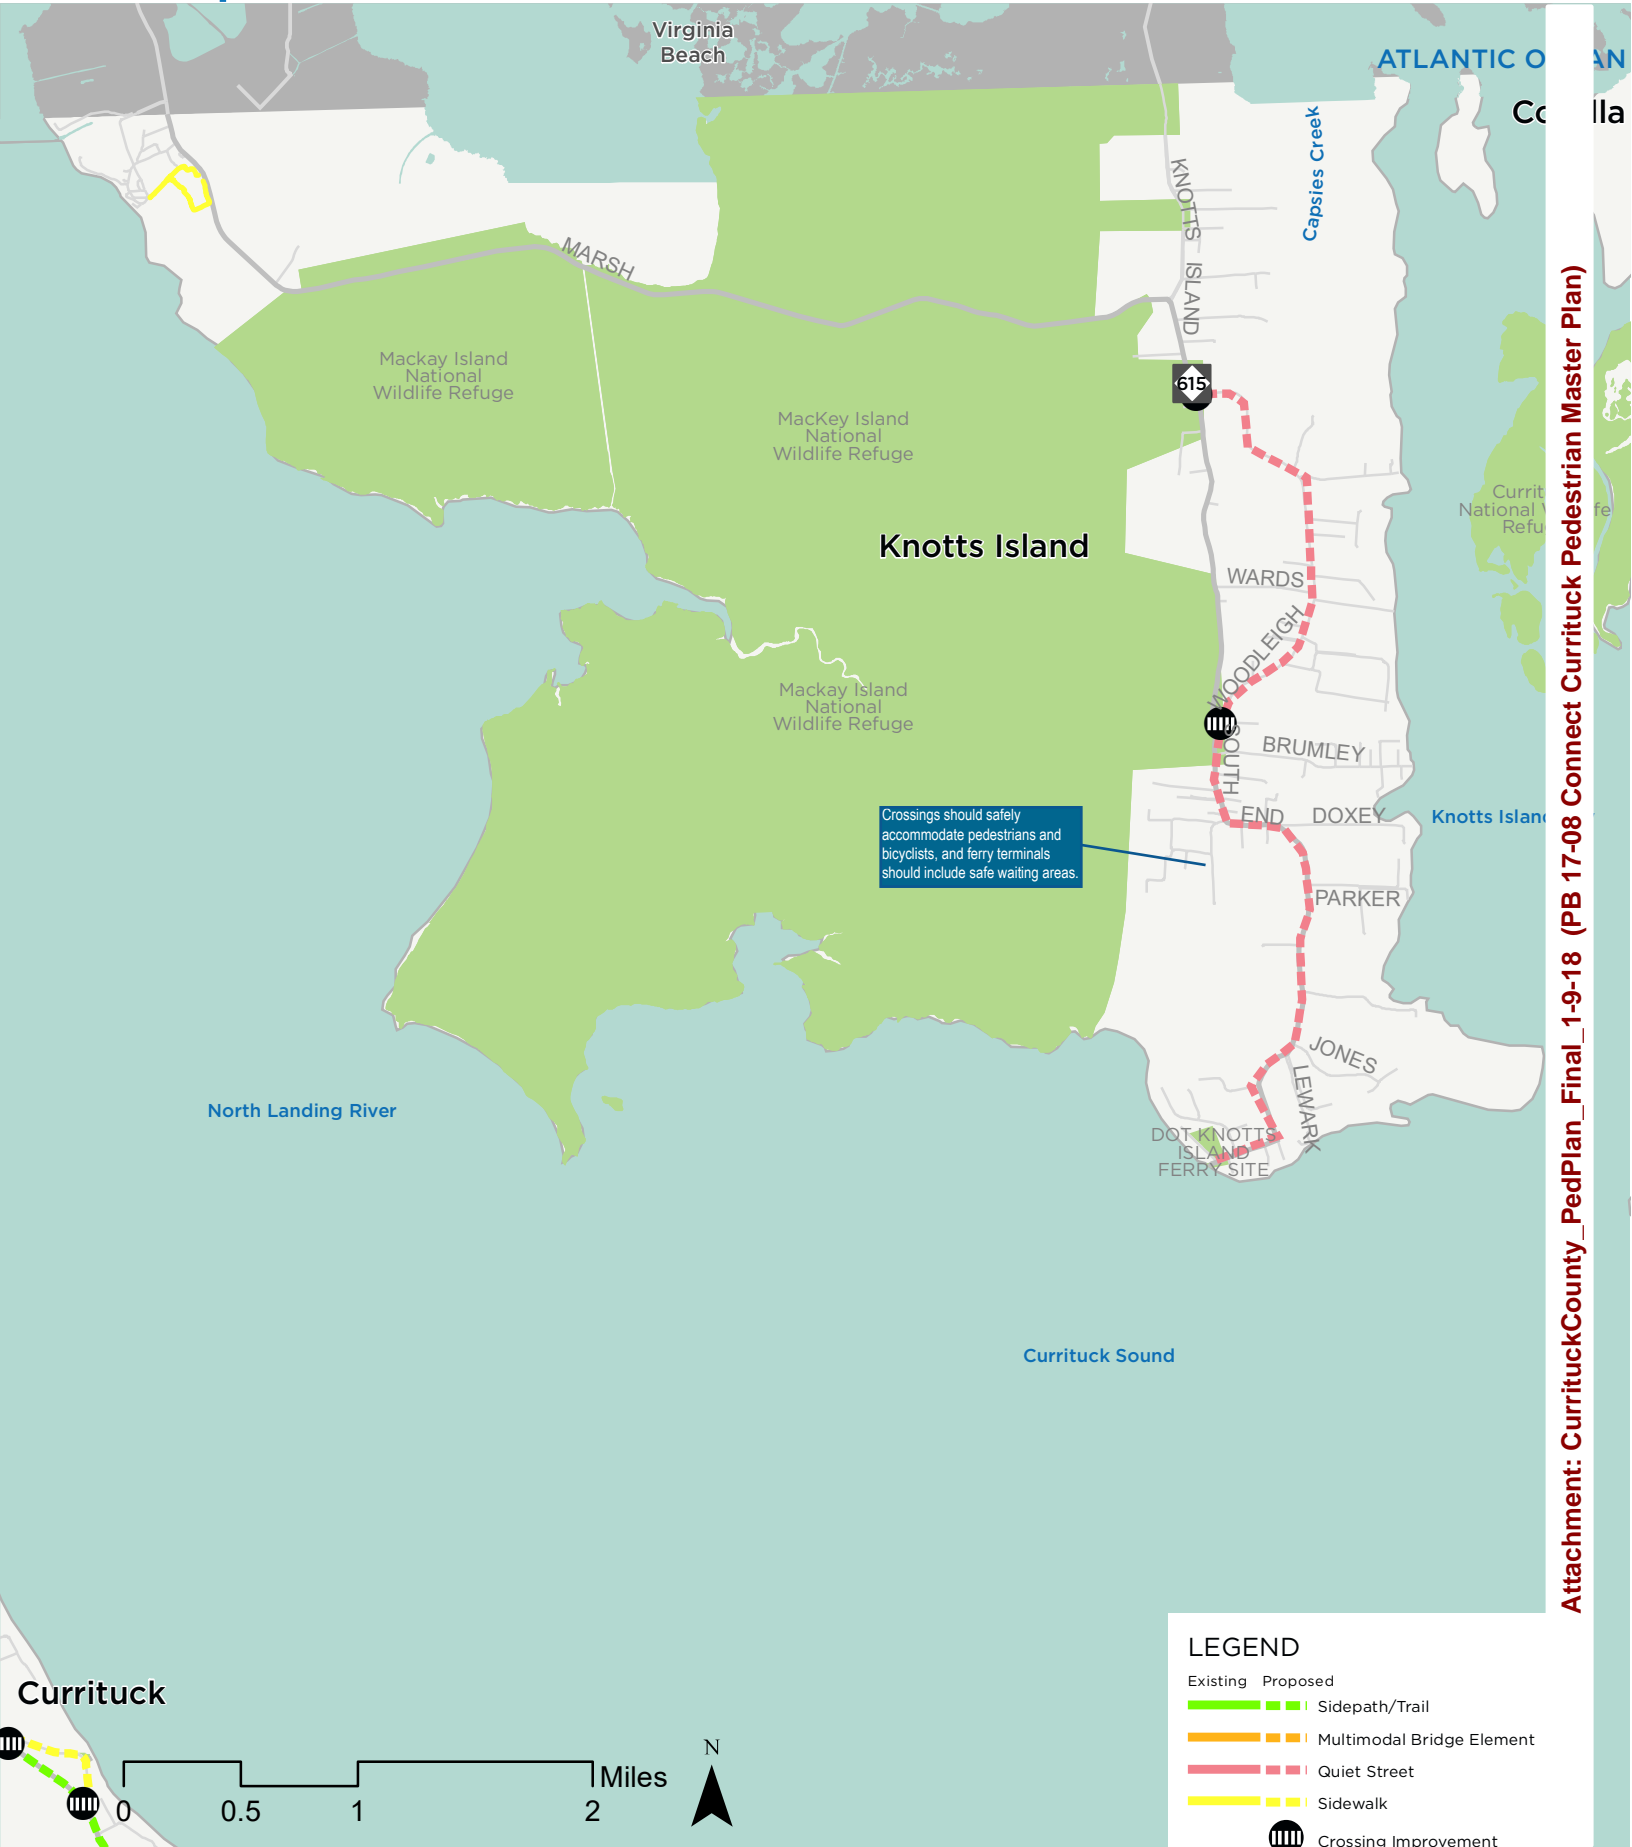 Virginia
Beach
ATLANTIC O AN
Co lla
Capsies Creek
KNOTTS ISLAND
MARSH
615
Mackay Island
National
Wildlife Refuge
MacKey Island
National
Wildlife Refuge
Currit
National W fe
Refu
Knotts Island
WARDS
WOODLEIGH
Mackay Island
National
Wildlife Refuge
SOUTH
BRUMLEY
END
DOXEY
Knotts Islan
Crossings should safely
accommodate pedestrians and
bicyclists, and ferry terminals
should include safe waiting areas.
PARKER
JONES
LEWARK
North Landing River
DOT KNOTTS
ISLAND
FERRY SITE
Currituck Sound
Attachment: CurrituckCounty_PedPlan_Final_1-9-18 (PB 17-08 Connect Currituck Pedestrian Master Plan)
Currituck
0 0.5 1 2 Miles
N
LEGEND
Existing Proposed
Sidepath/Trail
Multimodal Bridge Element
Quiet Street
Sidewalk
Crossing Improvement